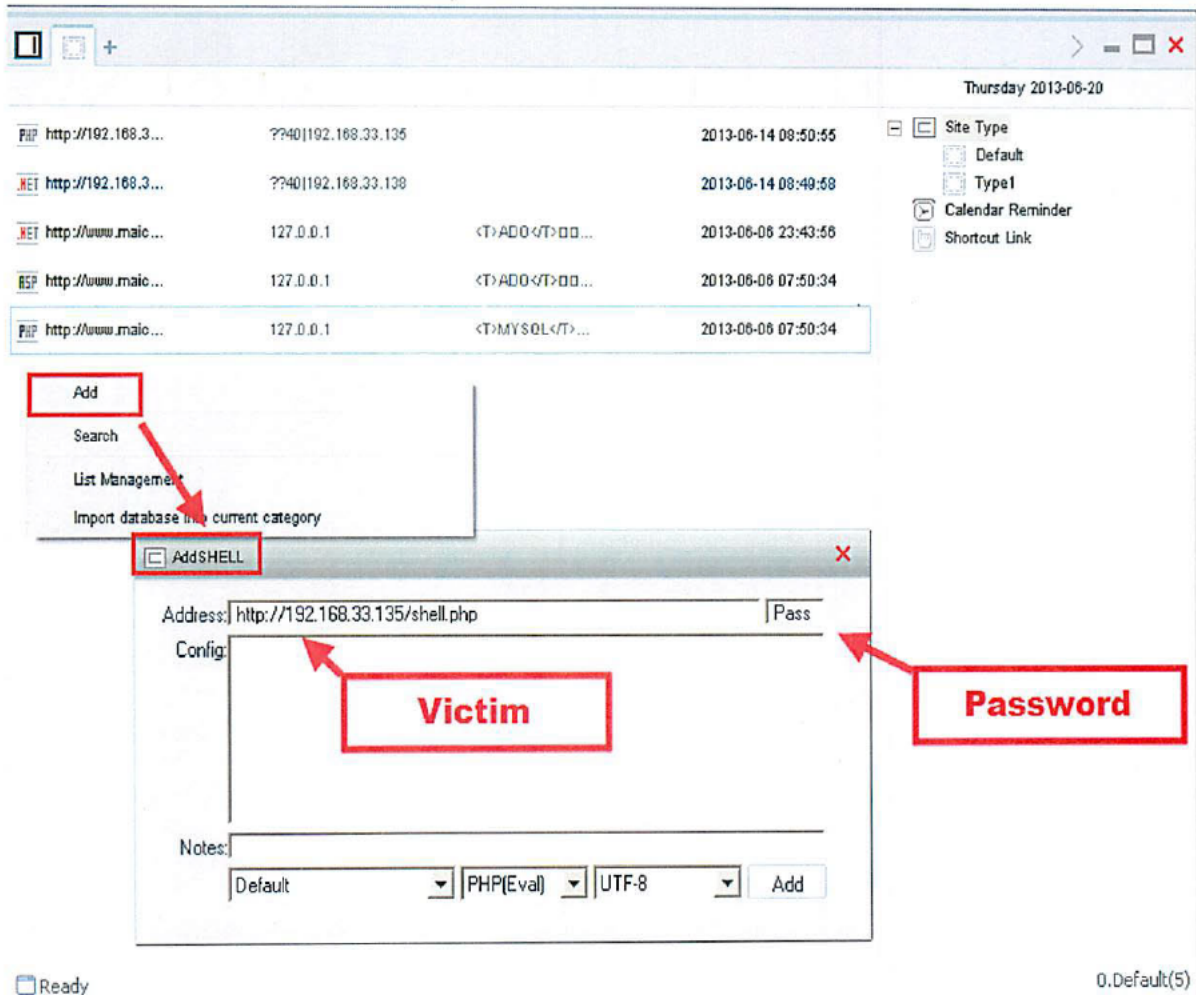 Thursday 2013-06-20
PHP http://192.168.3... ??40|192.168.33.135 2013-06-14 08:50:55
.NET http://192.168.3... ??40|192.168.33.138 2013-06-14 08:49:58
.NET http://www.maic... 127.0.0.1 <T>ADO</T>□□... 2013-06-06 23:43:56
ASP http://www.maic... 127.0.0.1 <T>ADO</T>□□... 2013-06-06 07:50:34
PHP http://www.maic... 127.0.0.1 <T>MYSQL</T>... 2013-06-06 07:50:34
Site Type
Default
Type1
Calendar Reminder
Shortcut Link
Add
Search
List Management
Import database into current category
AddSHELL
Address: http://192.168.33.135/shell.php Pass
Config:
Victim
Password
Notes:
Default PHP(Eval) UTF-8 Add
Ready
0.Default(5)